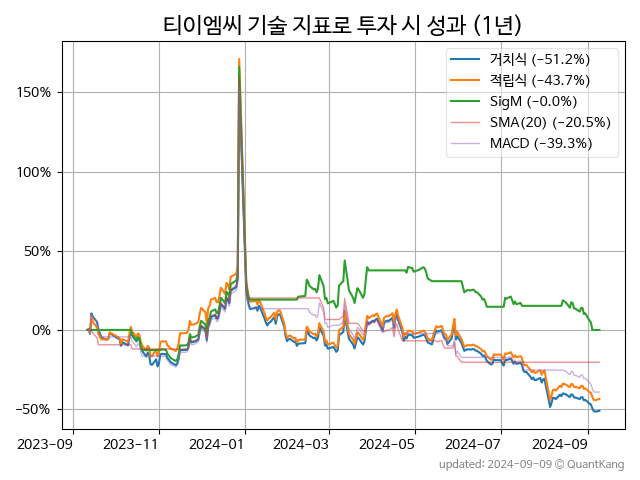 티이엠씨 기술 지표로 투자 시 성과 (1년)
거치식 (−51.2%)
적립식 (−43.7%)
SigM (−0.0%)
SMA(20) (−20.5%)
MACD (−39.3%)
150%
100%
50%
0%
−50%
2023-09 2023-11 2024-01 2024-03 2024-05 2024-07 2024-09
updated: 2024-09-09 © QuantKang